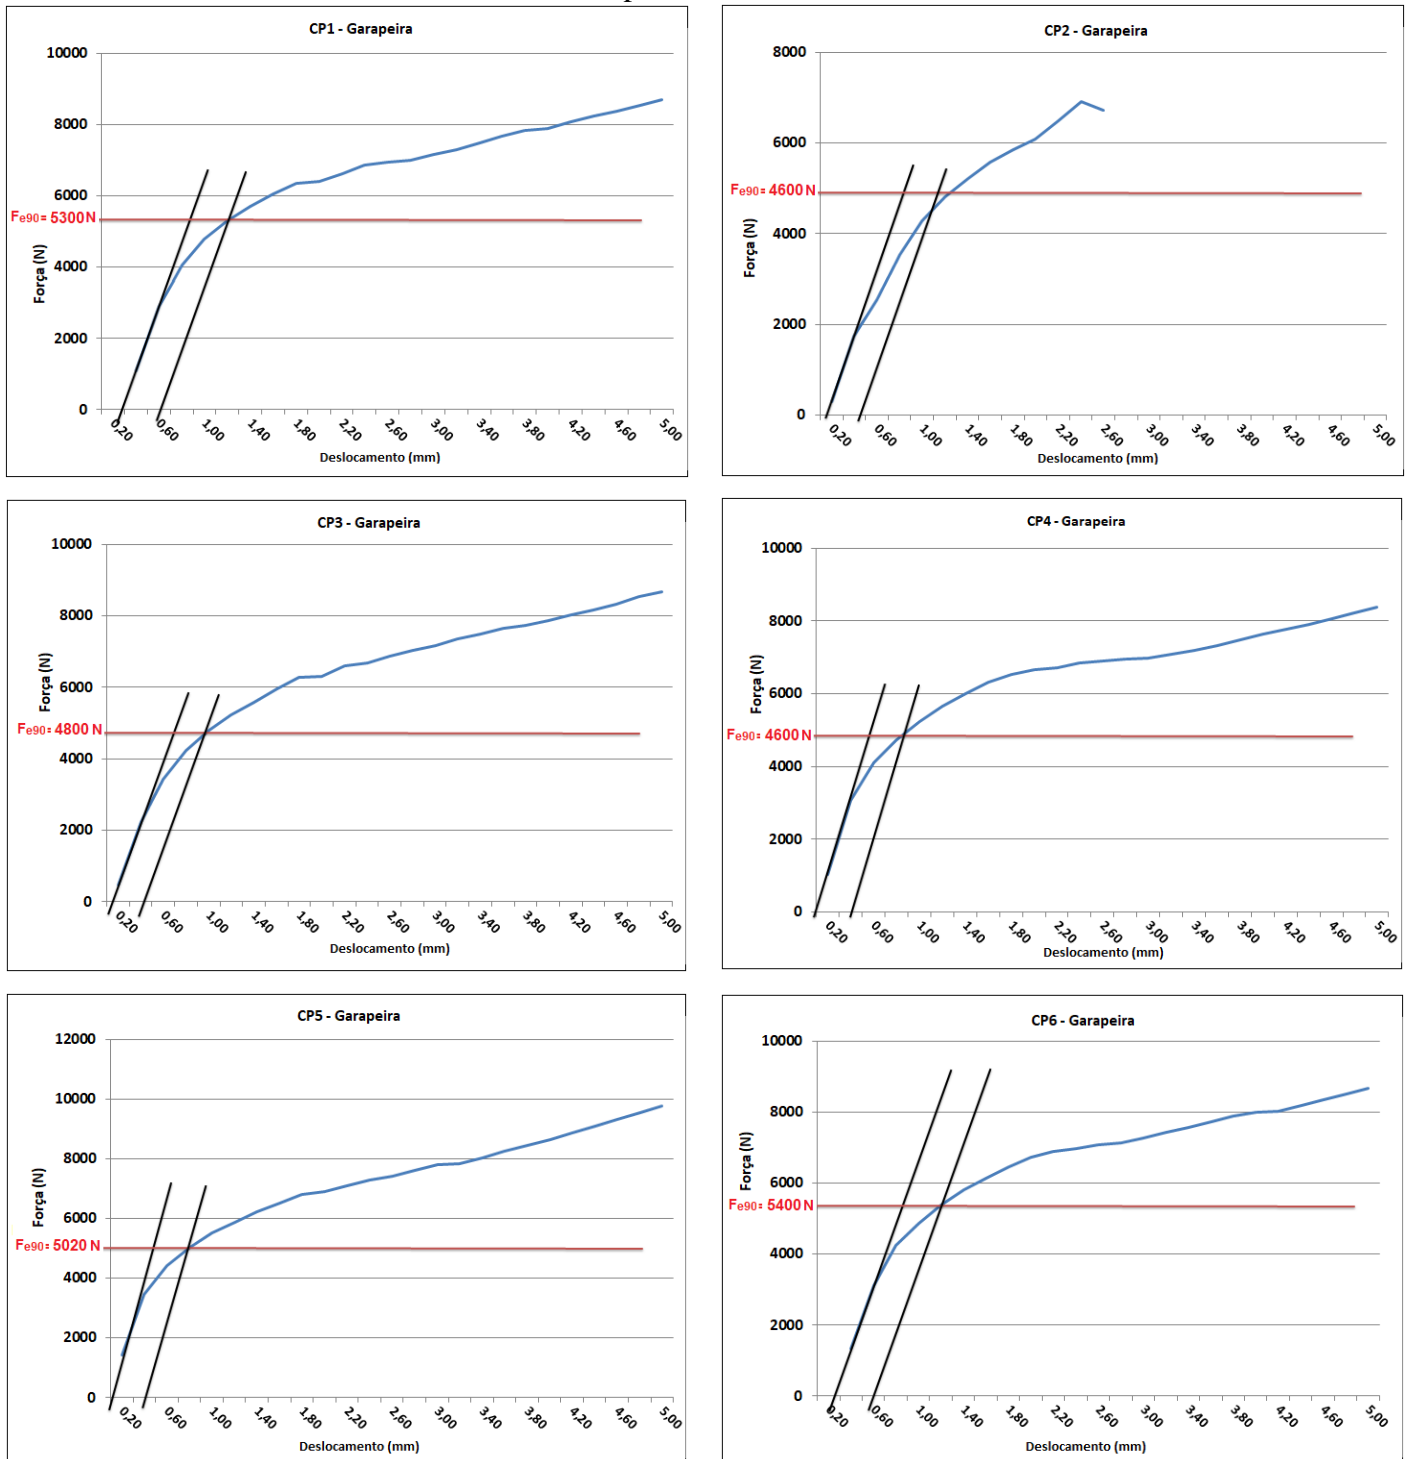 CP1 - Garapeira
10000
8000
6000
Fe90= 5300 N
4000
2000
0
Força (N)
0,20 0,60 1,00 1,40 1,80 2,20 2,60 3,00 3,40 3,80 4,20 4,60 5,00
Deslocamento (mm)
CP2 - Garapeira
8000
6000
Fe90= 4600 N
4000
2000
0
Força (N)
0,20 0,60 1,00 1,40 1,80 2,20 2,60 3,00 3,40 3,80 4,20 4,60 5,00
Deslocamento (mm)
CP3 - Garapeira
10000
8000
6000
Fe90= 4800 N
4000
2000
0
Força (N)
0,20 0,60 1,00 1,40 1,80 2,20 2,60 3,00 3,40 3,80 4,20 4,60 5,00
Deslocamento (mm)
CP4 - Garapeira
10000
8000
6000
Fe90= 4600 N
4000
2000
0
Força (N)
0,20 0,60 1,00 1,40 1,80 2,20 2,60 3,00 3,40 3,80 4,20 4,60 5,00
Deslocamento (mm)
CP5 - Garapeira
12000
10000
8000
6000
Fe90= 5020 N
4000
2000
0
Força (N)
0,20 0,60 1,00 1,40 1,80 2,20 2,60 3,00 3,40 3,80 4,20 4,60 5,00
Deslocamento (mm)
CP6 - Garapeira
10000
8000
6000
Fe90= 5400 N
4000
2000
0
Força (N)
0,20 0,60 1,00 1,40 1,80 2,20 2,60 3,00 3,40 3,80 4,20 4,60 5,00
Deslocamento (mm)